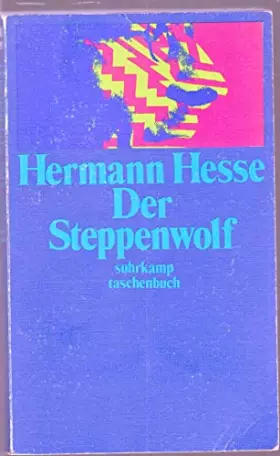 Hermann Hesse
Der
Steppenwolf
suhrkamp
taschenbuch